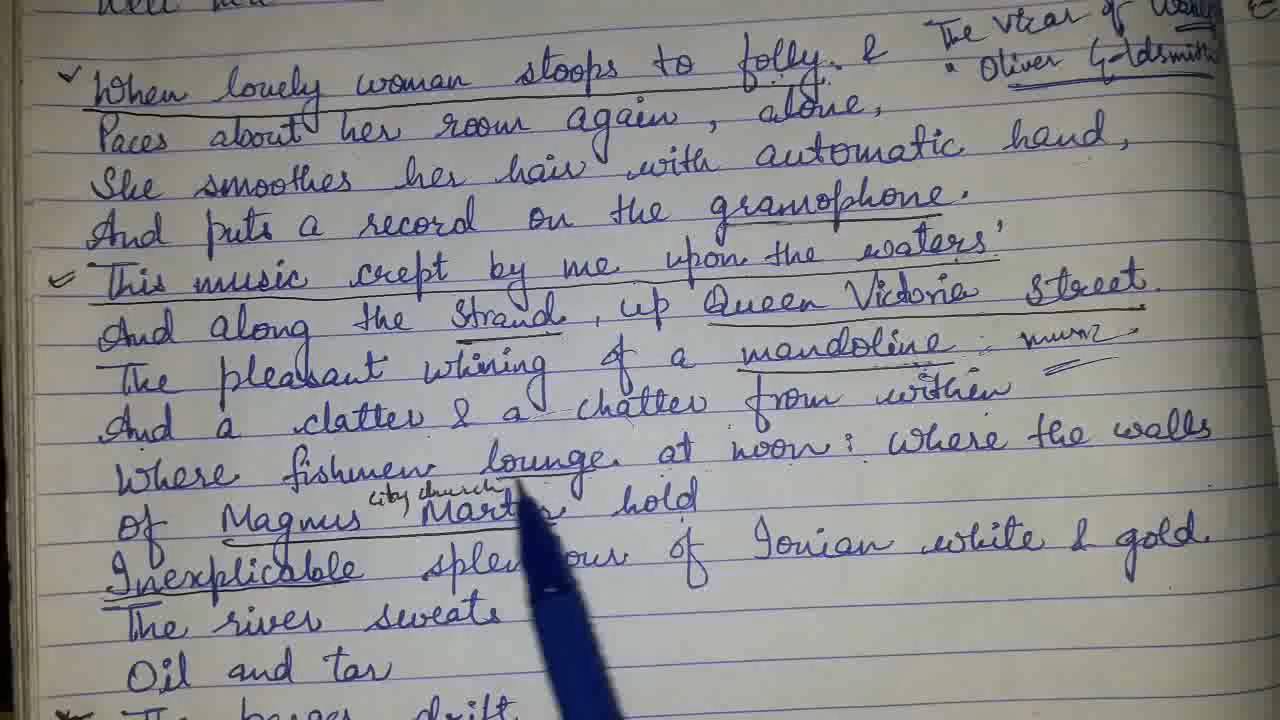 When lovely woman stoops to folly. & The Vicar of
• Oliver Goldsmith
Paces about her room again, alone,
She smoothes her hair with automatic hand,
And puts a record on the gramophone.
This music crept by me upon the waters'
And along the Strand, up Queen Victoria Street.
The pleasant whining of a mandoline.
And a clatter & a chatter from within
Where fishmen lounge. at noon: where the walls
city church
Of Magnus Martyr hold
Inexplicable splendour of Ionian white & gold.
The river sweats
Oil and tar
The barges drift